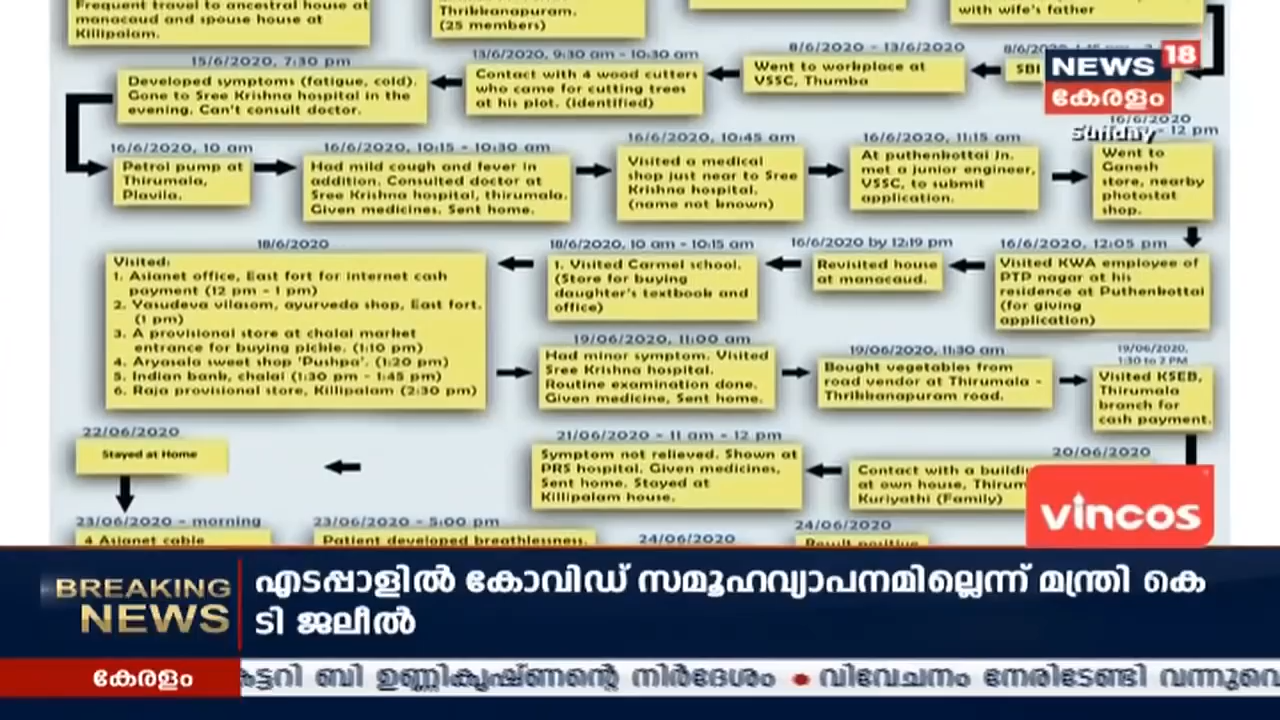 Frequent travel to ancestral house at
manacaud and spouse house at
Killipalam.
Thrikkanapuram.
(25 members)
with wife's father
15/6/2020, 7:30 pm
Developed symptoms (fatigue, cold).
Gone to Sree Krishna hospital in the
evening. Can't consult doctor.
13/6/2020, 9:30 am - 10:30 am
Contact with 4 wood cutters
who came for cutting trees
at his plot. (identified)
8/6/2020 - 13/6/2020
Went to workplace at
VSSC, Thumba
SBI
NEWS 18
കേരളം
Sunday
16/6/2020, 10 am
Petrol pump at
Thirumala,
Plavila.
16/6/2020, 10:15 - 10:30 am
Had mild cough and fever in
addition. Consulted doctor at
Sree Krishna hospital, thirumala.
Given medicines. Sent home.
16/6/2020, 10:45 am
Visited a medical
shop just near to Sree
Krishna hospital.
(name not known)
16/6/2020, 11:15 am
At puthenkottai Jn.
met a junior engineer,
VSSC, to submit
application.
16/6/2020
- 12 pm
Went to
Ganesh
store, nearby
photostat
shop.
18/6/2020
Visited:
1. Asianet office, East fort for internet cash
payment (12 pm - 1 pm)
2. Vasudeva vilasom, ayurveda shop, East fort.
(1 pm)
3. A provisional store at chalai market
entrance for buying pickle. (1:10 pm)
4. Aryasala sweet shop 'Pushpa'. (1:20 pm)
5. Indian bank, chalai (1:30 pm - 1:45 pm)
6. Raja provisional store, Killipalam (2:30 pm)
18/6/2020, 10 am - 10:15 am
1. Visited Carmel school.
(Store for buying
daughter's textbook and
office)
16/6/2020 by 12:19 pm
Revisited house
at manacaud.
16/6/2020, 12:05 pm
Visited KWA employee of
PTP nagar at his
residence at Puthenkottai
(for giving
application)
19/06/2020, 11:00 am
Had minor symptom. Visited
Sree Krishna hospital.
Routine examination done.
Given medicine, Sent home.
19/06/2020, 11:30 am
Bought vegetables from
road vendor at Thirumala -
Thrikkanapuram road.
19/06/2020,
1:30 to 2 PM
Visited KSEB,
Thirumala
branch for
cash payment.
22/06/2020
Stayed at Home
21/06/2020 - 11 am - 12 pm
Symptom not relieved. Shown at
PRS hospital. Given medicines,
Sent home. Stayed at
Killipalam house.
20/06/2020
Contact with a
at own house,
Kuriyathi (Family)
vincos
23/06/2020 - morning
4 Asianet cable
23/06/2020 - 5:00 pm
Patient developed breathlessness.
24/06/2020
24/06/2020
Result positive
BREAKING
NEWS
എടപ്പാളിൽ കോവിഡ് സമൂഹവ്യാപനമില്ലെന്ന് മന്ത്രി കെ
ടി ജലീൽ
കേരളം
ബി ഉണ്ണികൃഷ്ണന്റെ നിർദേശം • വിവേചനം നേരിടേണ്ടി